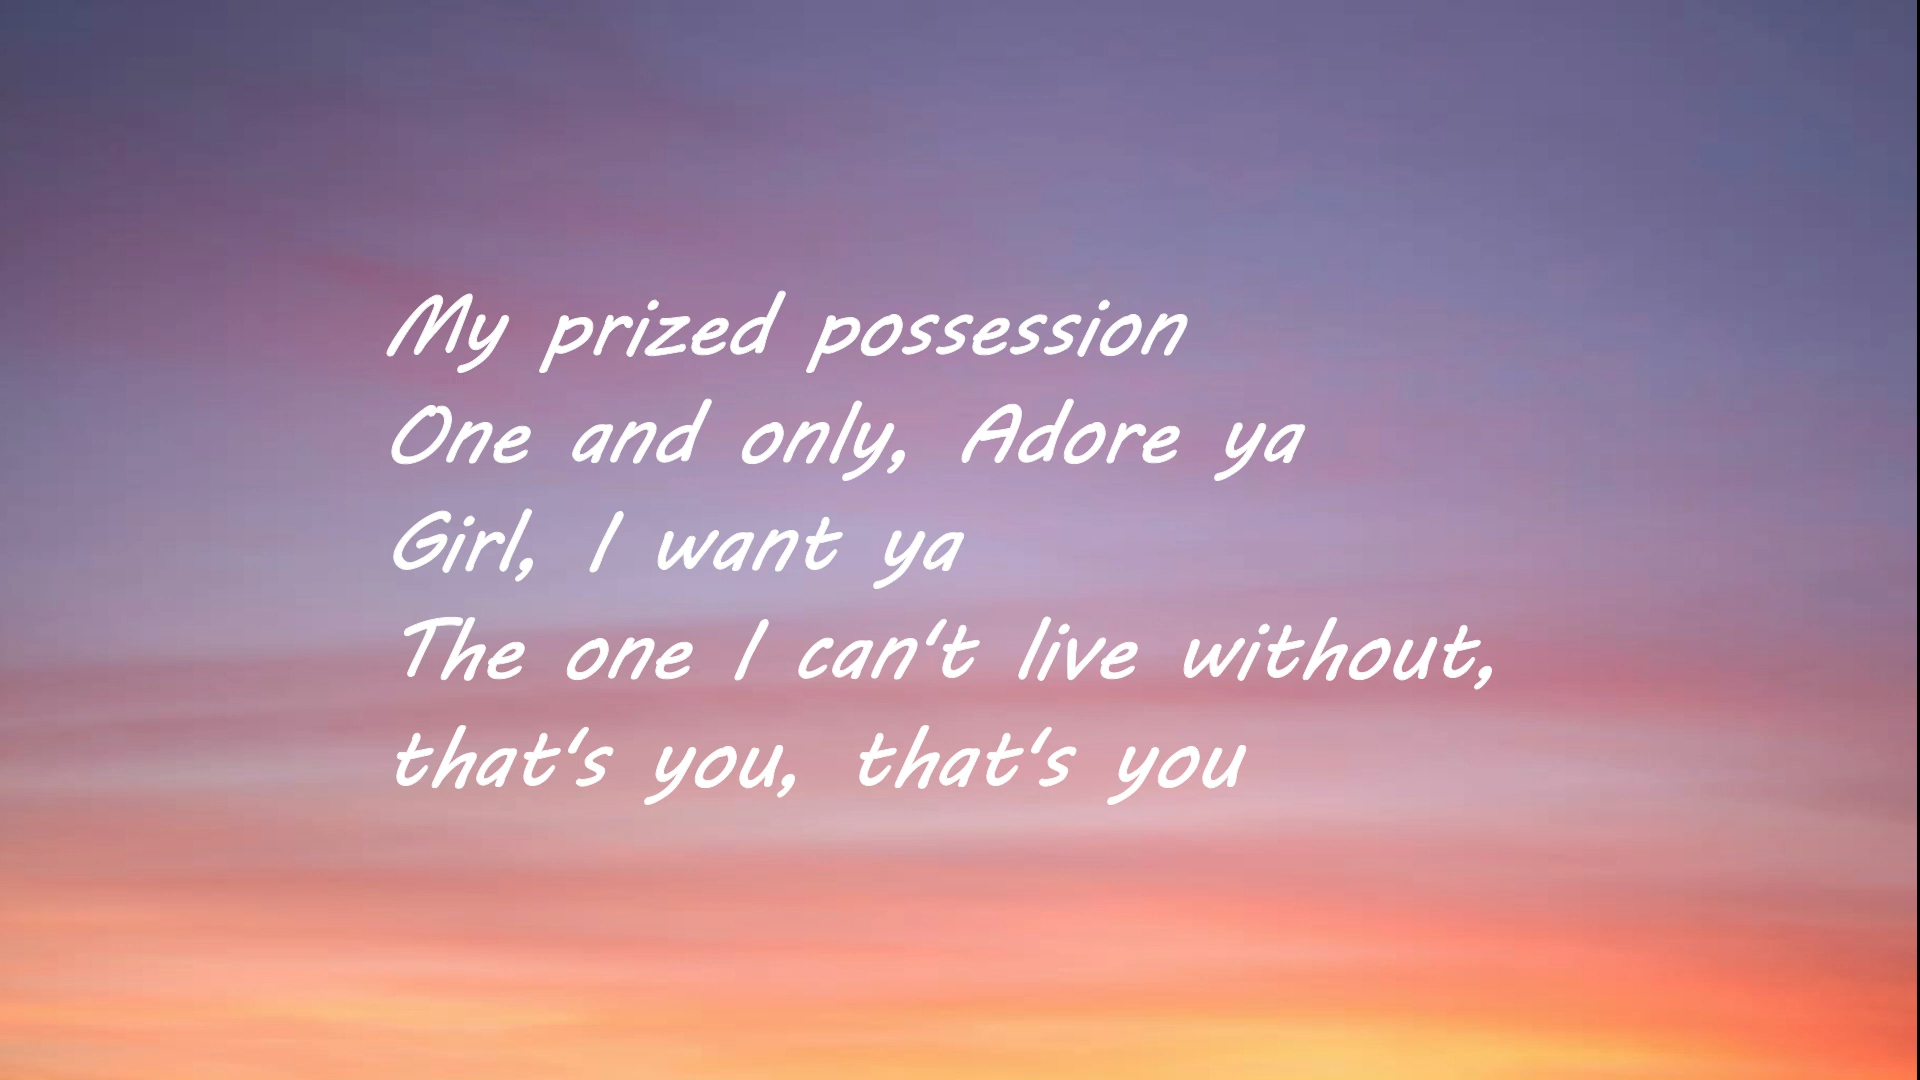 My prized possession
One and only, Adore ya
Girl, I want ya
The one I can't live without,
that's you, that's you